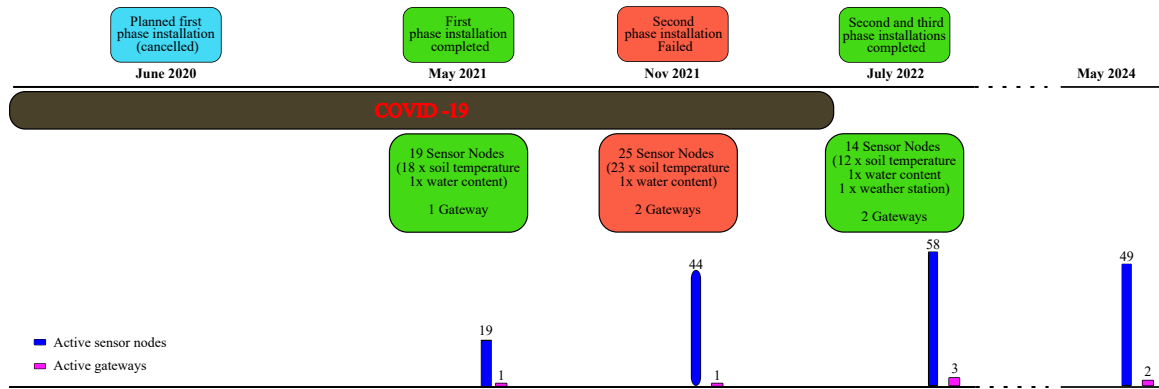 Planned first
phase installation
(cancelled)
First
phase installation
completed
Second
phase installation
Failed
Second and third
phase installations
completed
June 2020
May 2021
Nov 2021
July 2022
May 2024
COVID -19
19 Sensor Nodes
(18 x soil temperature
1x water content)
1 Gateway
25 Sensor Nodes
(23 x soil temperature
1x water content)
2 Gateways
14 Sensor Nodes
(12 x soil temperature
1x water content
1 x weather station)
2 Gateways
19
1
44
1
58
3
49
2
Active sensor nodes
Active gateways